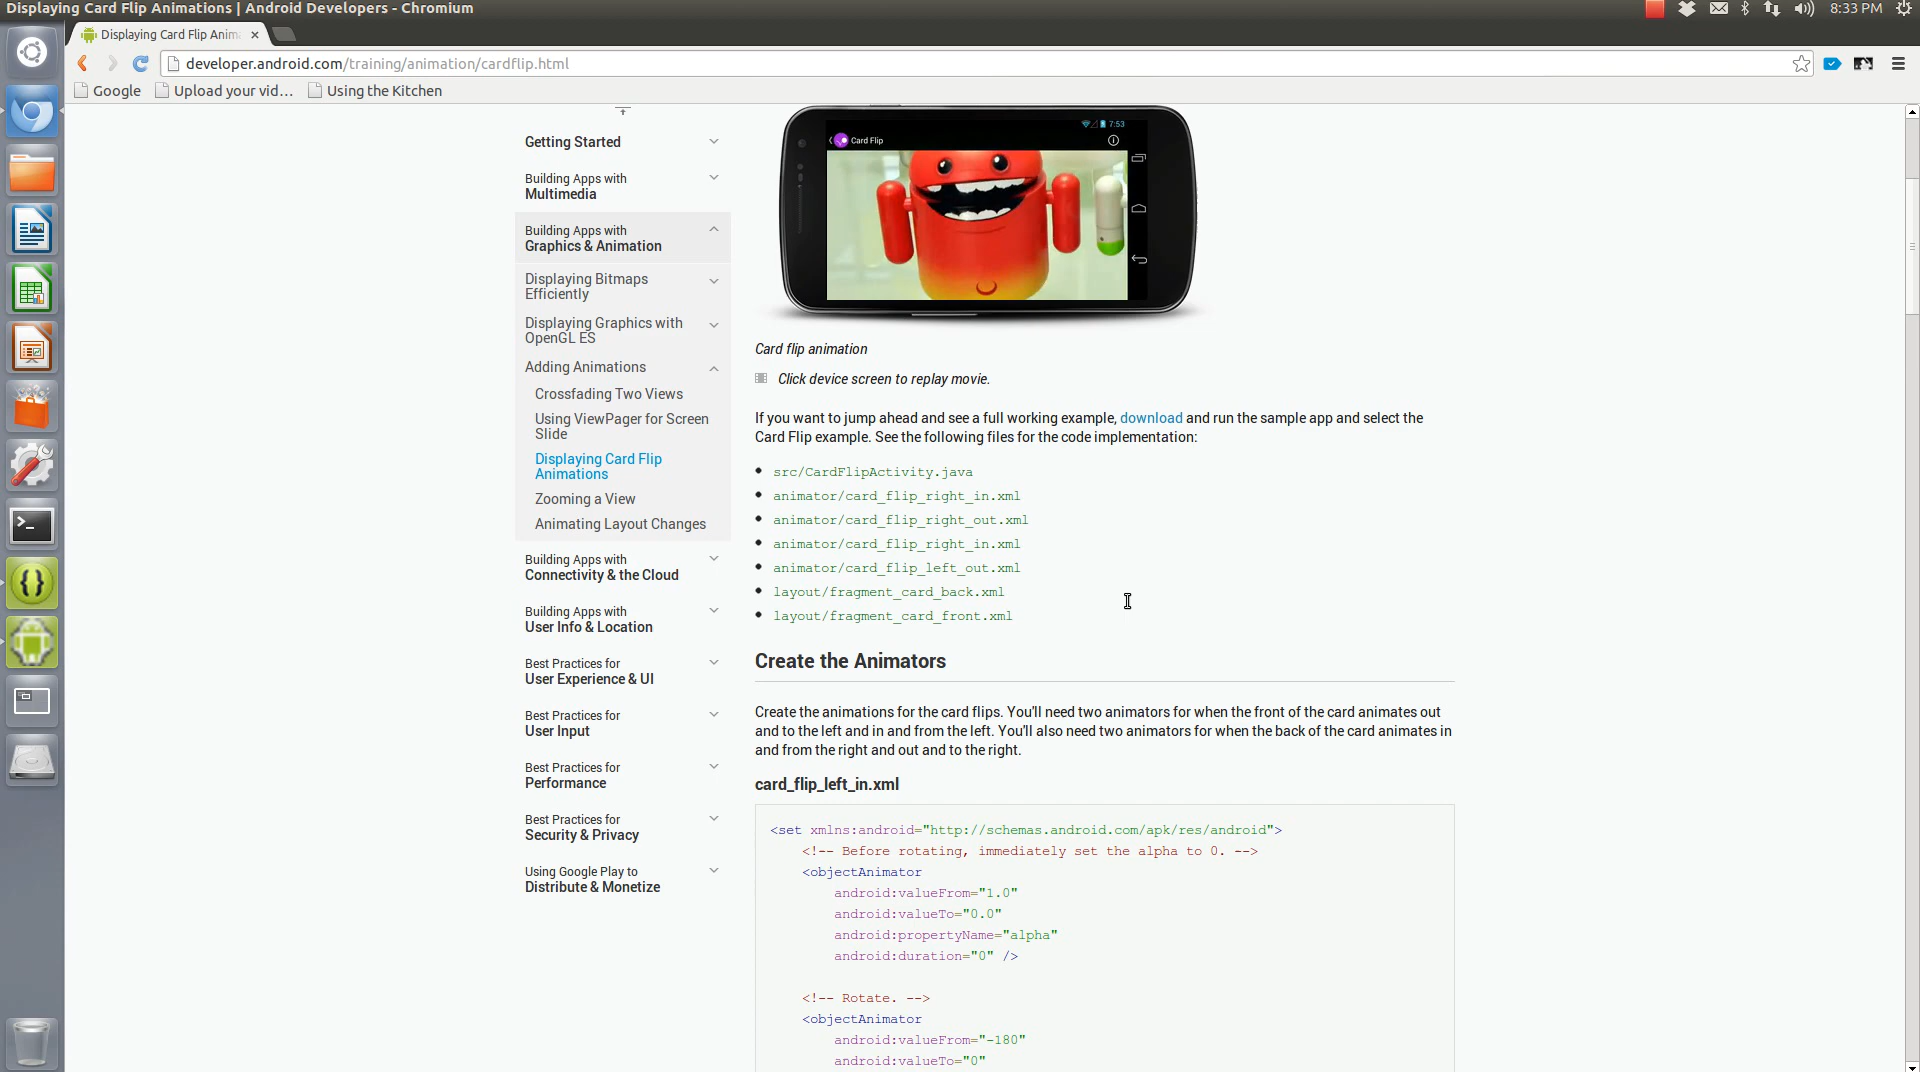 Displaying Card Flip Animations | Android Developers - Chromium
8:33 PM
Displaying Card Flip Anim
developer.android.com/training/animation/cardflip.html
Google
Upload your vid...
Using the Kitchen
Getting Started
Building Apps with
Multimedia
Building Apps with
Graphics & Animation
Displaying Bitmaps
Efficiently
Displaying Graphics with
OpenGL ES
Adding Animations
Crossfading Two Views
Using ViewPager for Screen
Slide
Displaying Card Flip
Animations
Zooming a View
Animating Layout Changes
Building Apps with
Connectivity & the Cloud
Building Apps with
User Info & Location
Best Practices for
User Experience & UI
Best Practices for
User Input
Best Practices for
Performance
Best Practices for
Security & Privacy
Using Google Play to
Distribute & Monetize
7:53
Card Flip
Card flip animation
Click device screen to replay movie.
If you want to jump ahead and see a full working example, download and run the sample app and select the
Card Flip example. See the following files for the code implementation:
src/CardFlipActivity.java
animator/card_flip_right_in.xml
animator/card_flip_right_out.xml
animator/card_flip_right_in.xml
animator/card_flip_left_out.xml
layout/fragment_card_back.xml
layout/fragment_card_front.xml
Create the Animators
Create the animations for the card flips. You'll need two animators for when the front of the card animates out
and to the left and in and from the left. You'll also need two animators for when the back of the card animates in
and from the right and out and to the right.
card_flip_left_in.xml
<set xmlns:android="http://schemas.android.com/apk/res/android">
<!-- Before rotating, immediately set the alpha to 0. -->
<objectAnimator
android:valueFrom="1.0"
android:valueTo="0.0"
android:propertyName="alpha"
android:duration="0" />
<!-- Rotate. -->
<objectAnimator
android:valueFrom="-180"
android:valueTo="0"